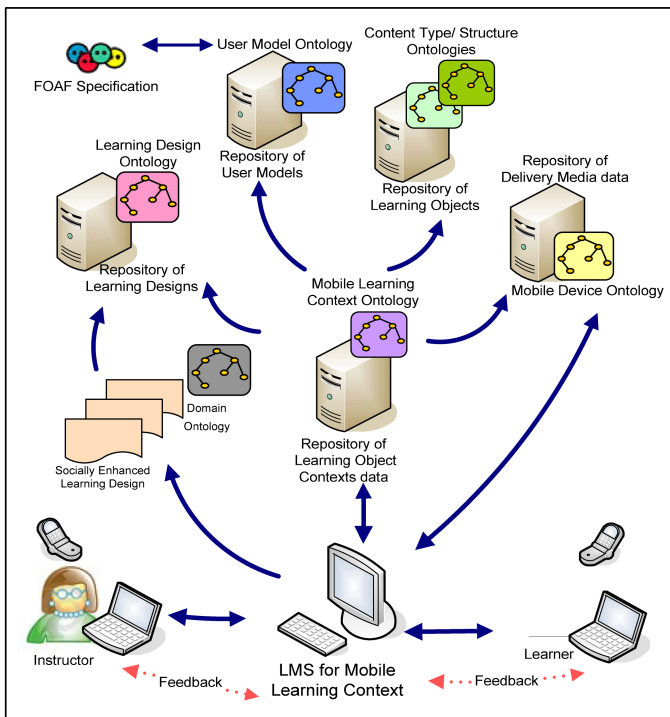 User Model Ontology
FOAF Specification
Content Type/ Structure
Ontologies
Repository of
User Models
Learning Design
Ontology
Repository of
Learning Objects
Repository of
Delivery Media data
Repository of
Learning Designs
Mobile Learning
Context Ontology
Mobile Device Ontology
Domain
Ontology
Socially Enhanced
Learning Design
Repository of
Learning Object
Contexts data
Instructor
Learner
LMS for Mobile
Learning Context
Feedback
Feedback